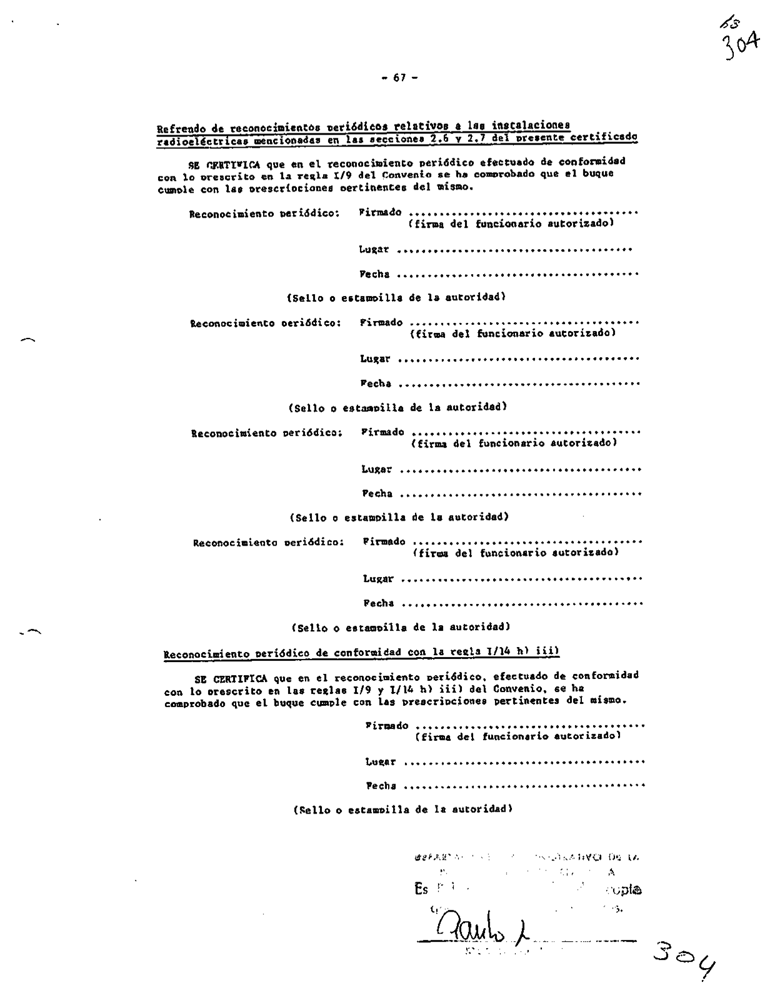 63
304
- 67 -
Refrendo de reconocimientos periódicos relativos a las instalaciones
radioeléctricas mencionadas en las secciones 2.6 y 2.7 del presente certificado
SE CERTIFICA que en el reconocimiento periódico efectuado de conformidad
con lo prescrito en la regla I/9 del Convenio se ha comprobado que el buque
cumple con las prescripciones pertinentes del mismo.
Reconocimiento periódico: Firmado ......................................
(firma del funcionario autorizado)
Lugar .......................................
Fecha ........................................
(Sello o estampilla de la autoridad)
Reconocimiento periódico: Firmado ......................................
(firma del funcionario autorizado)
Lugar ........................................
Fecha ........................................
(Sello o estampilla de la autoridad)
Reconocimiento periódico: Firmado ......................................
(firma del funcionario autorizado)
Lugar ........................................
Fecha ........................................
(Sello o estampilla de la autoridad)
Reconocimiento periódico: Firmado ......................................
(firma del funcionario autorizado)
Lugar ........................................
Fecha ........................................
(Sello o estampilla de la autoridad)
Reconocimiento periódico de conformidad con la regla I/14 h) iii)
SE CERTIFICA que en el reconocimiento periódico, efectuado de conformidad
con lo prescrito en las reglas I/9 y I/14 h) iii) del Convenio, se ha
comprobado que el buque cumple con las prescripciones pertinentes del mismo.
Firmado ......................................
(firma del funcionario autorizado)
Lugar ........................................
Fecha ........................................
(Sello o estampilla de la autoridad)
DE LA
Es copia
304